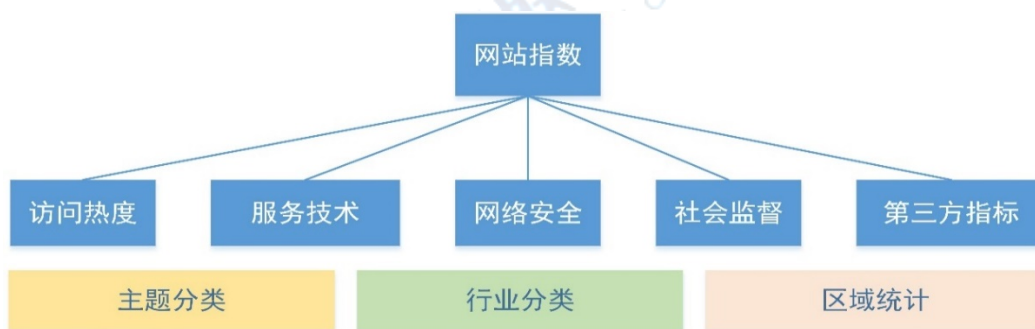 网站指数
访问热度 服务技术 网络安全 社会监督 第三方指标
主题分类 行业分类 区域统计